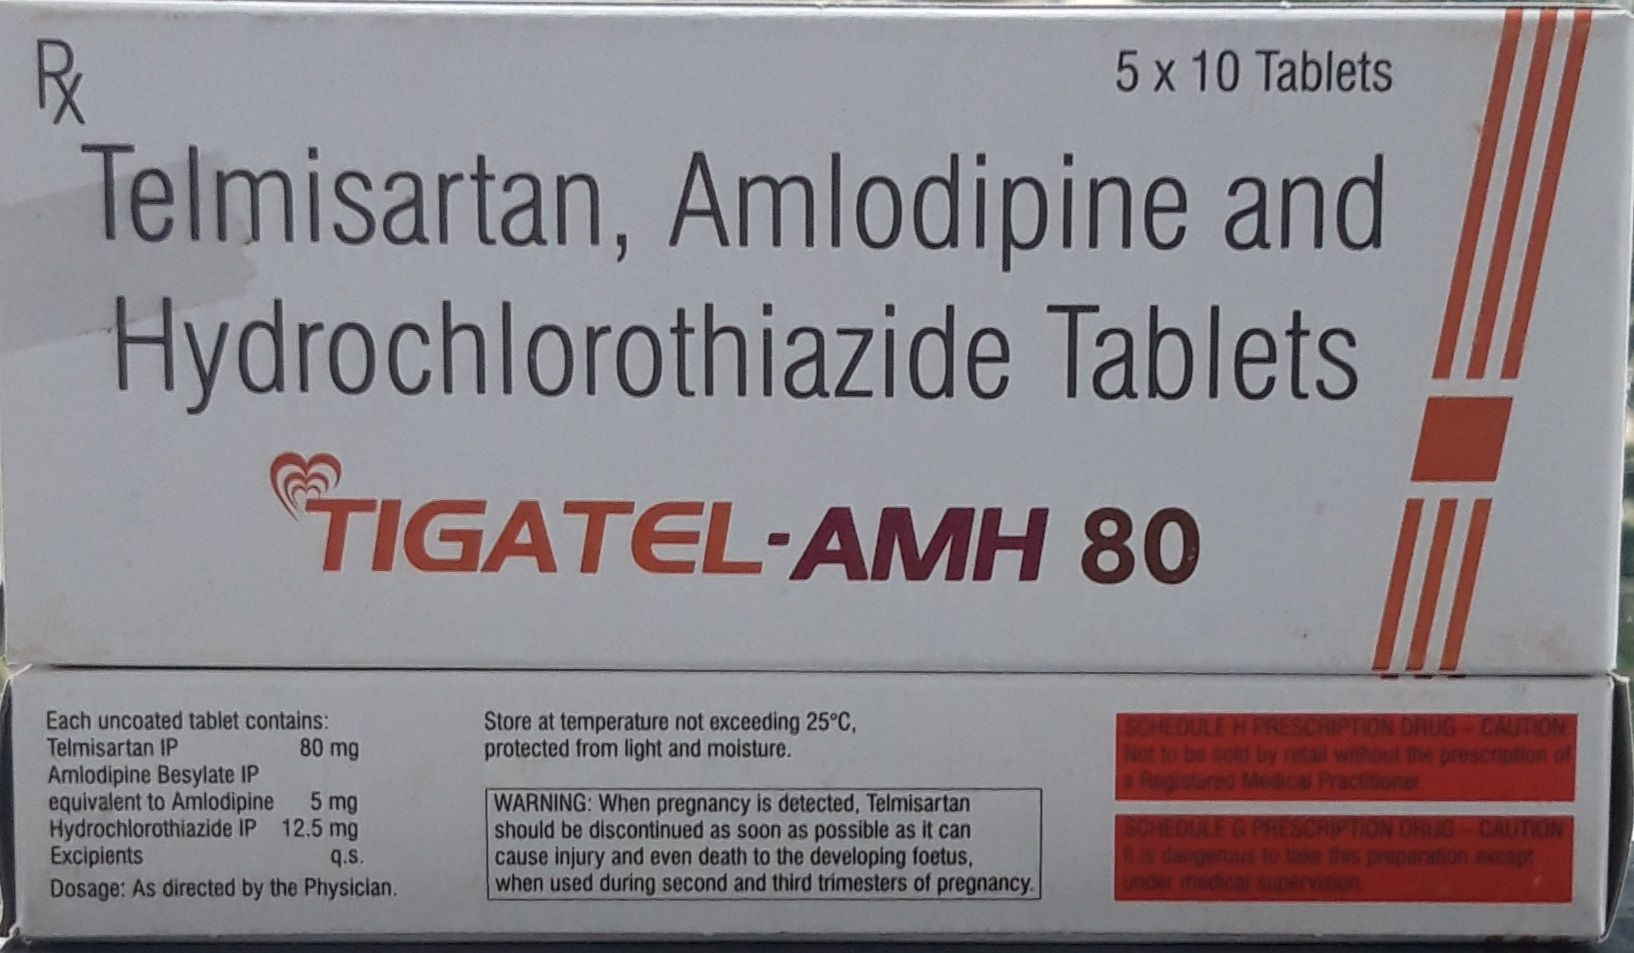 Rx
5 x 10 Tablets
Telmisartan, Amlodipine and
Hydrochlorothiazide Tablets
TIGATEL-AMH 80
Each uncoated tablet contains:
Telmisartan IP 80 mg
Amlodipine Besylate IP
equivalent to Amlodipine 5 mg
Hydrochlorothiazide IP 12.5 mg
Excipients q.s.
Dosage: As directed by the Physician.
Store at temperature not exceeding 25°C,
protected from light and moisture.
WARNING: When pregnancy is detected, Telmisartan
should be discontinued as soon as possible as it can
cause injury and even death to the developing foetus,
when used during second and third trimesters of pregnancy.
SCHEDULE H PRESCRIPTION DRUG - CAUTION
Not to be sold by retail without the prescription of
a Registered Medical Practitioner.
SCHEDULE G PRESCRIPTION DRUG - CAUTION
It is dangerous to take this preparation except
under medical supervision.